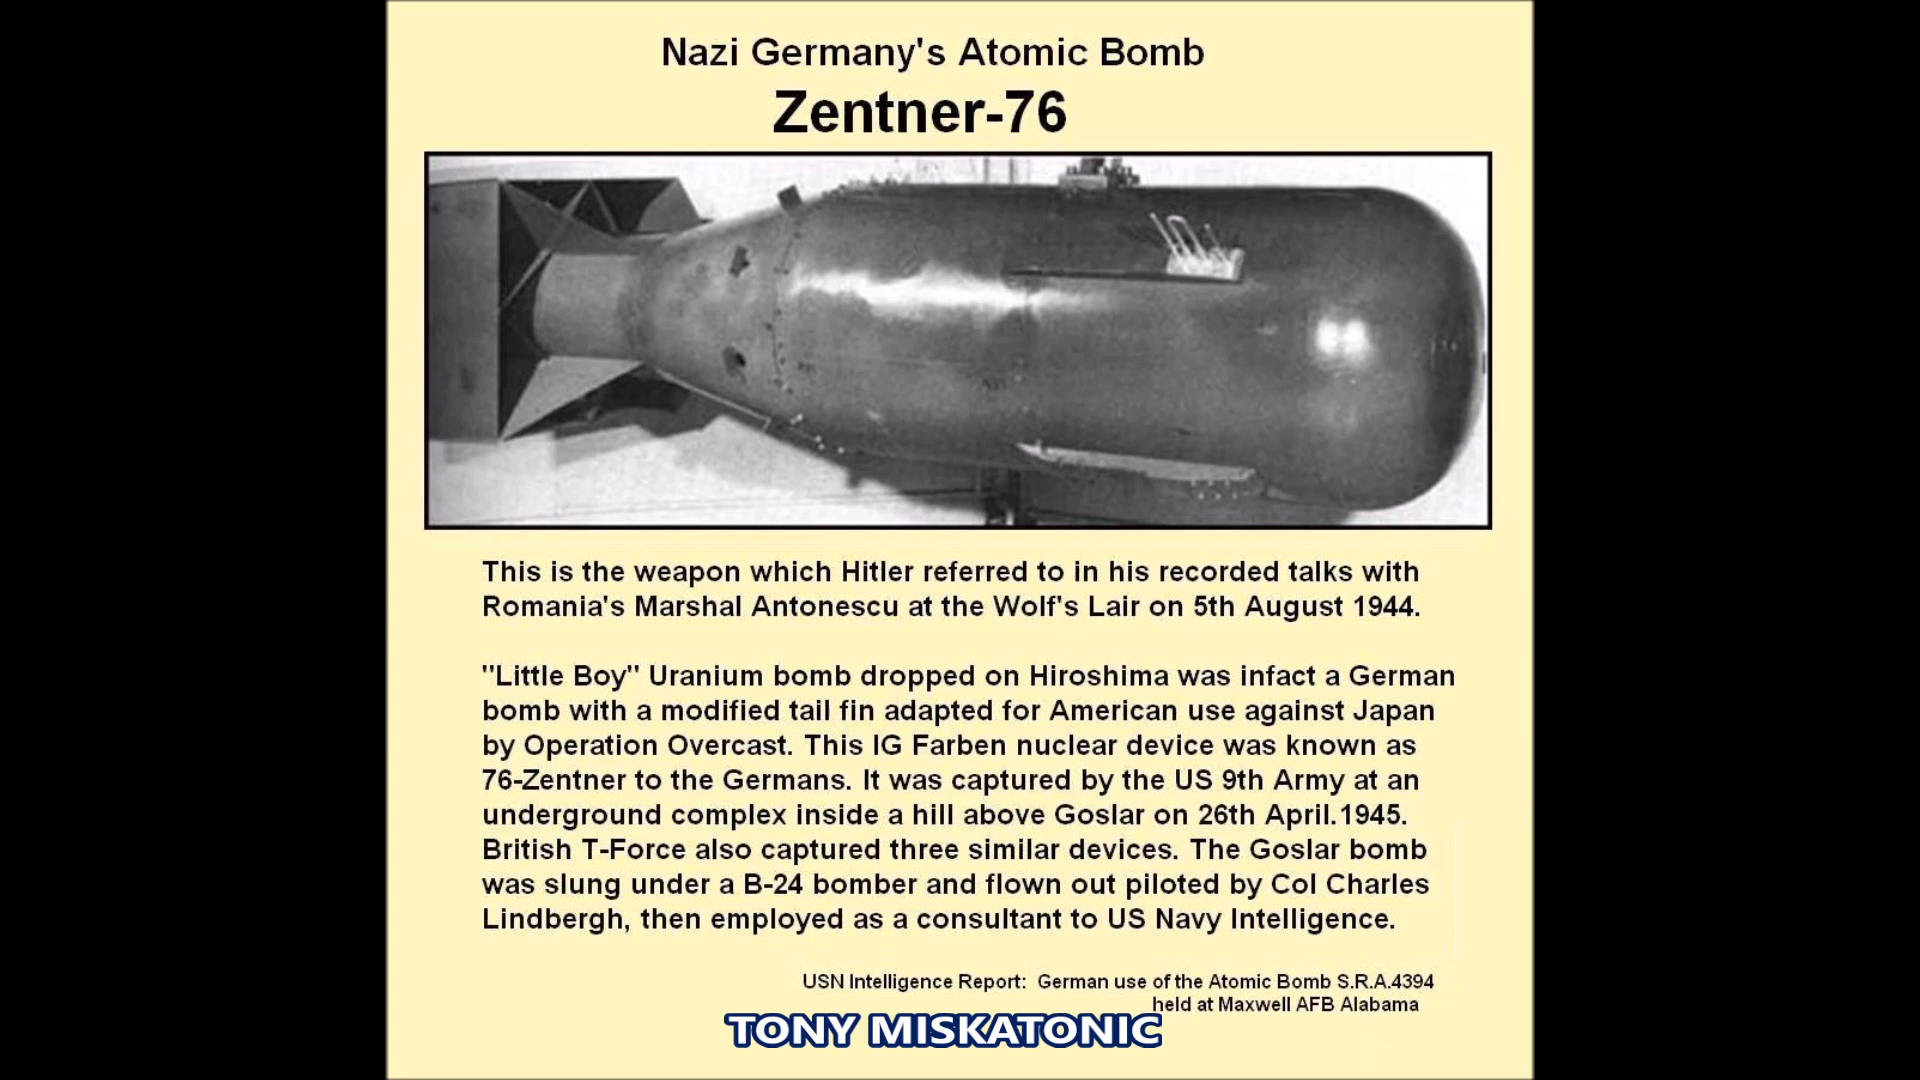 Nazi Germany's Atomic Bomb
Zentner-76
This is the weapon which Hitler referred to in his recorded talks with
Romania's Marshal Antonescu at the Wolf's Lair on 5th August 1944.
"Little Boy" Uranium bomb dropped on Hiroshima was infact a German
bomb with a modified tail fin adapted for American use against Japan
by Operation Overcast. This IG Farben nuclear device was known as
76-Zentner to the Germans. It was captured by the US 9th Army at an
underground complex inside a hill above Goslar on 26th April.1945.
British T-Force also captured three similar devices. The Goslar bomb
was slung under a B-24 bomber and flown out piloted by Col Charles
Lindbergh, then employed as a consultant to US Navy Intelligence.
USN Intelligence Report: German use of the Atomic Bomb S.R.A.4394
held at Maxwell AFB Alabama
TONY MISKATONIC